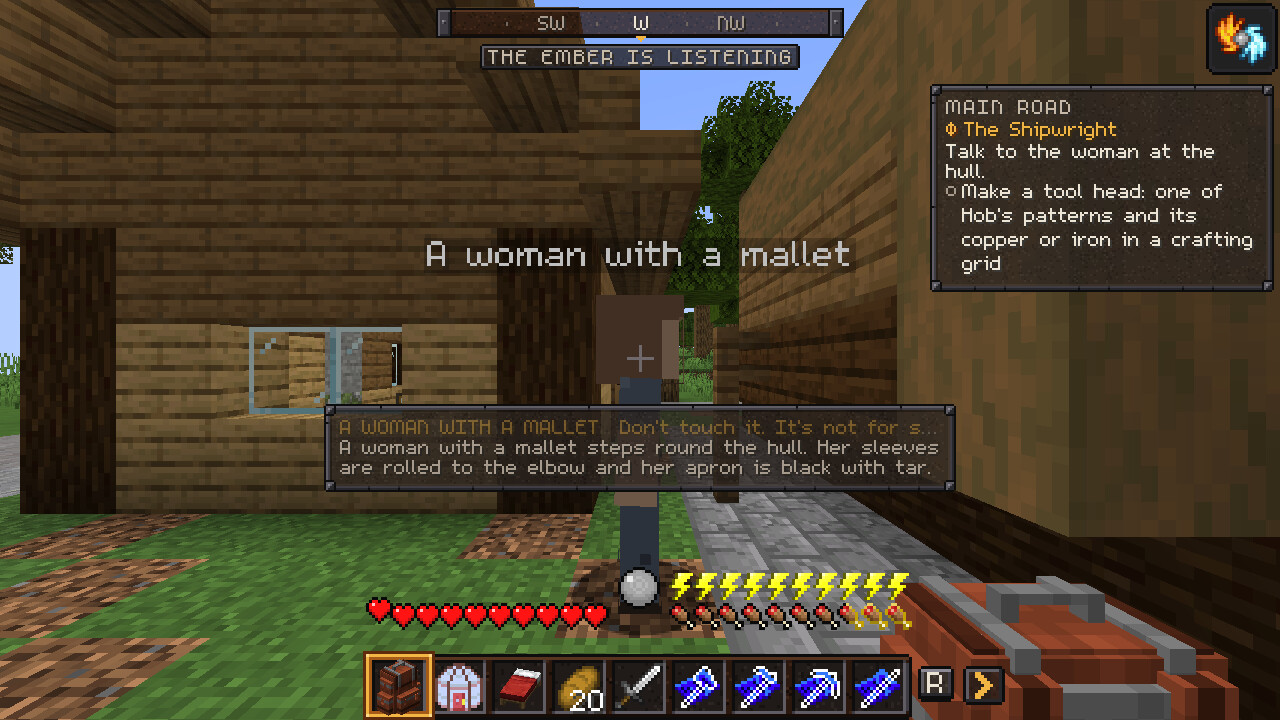 SW W NW
THE EMBER IS LISTENING
MAIN ROAD
The Shipwright
Talk to the woman at the
hull.
Make a tool head: one of
Hob's patterns and its
copper or iron in a crafting
grid
A woman with a mallet
A WOMAN WITH A MALLET Don't touch it. It's not for s...
A woman with a mallet steps round the hull. Her sleeves
are rolled to the elbow and her apron is black with tar.
20
R